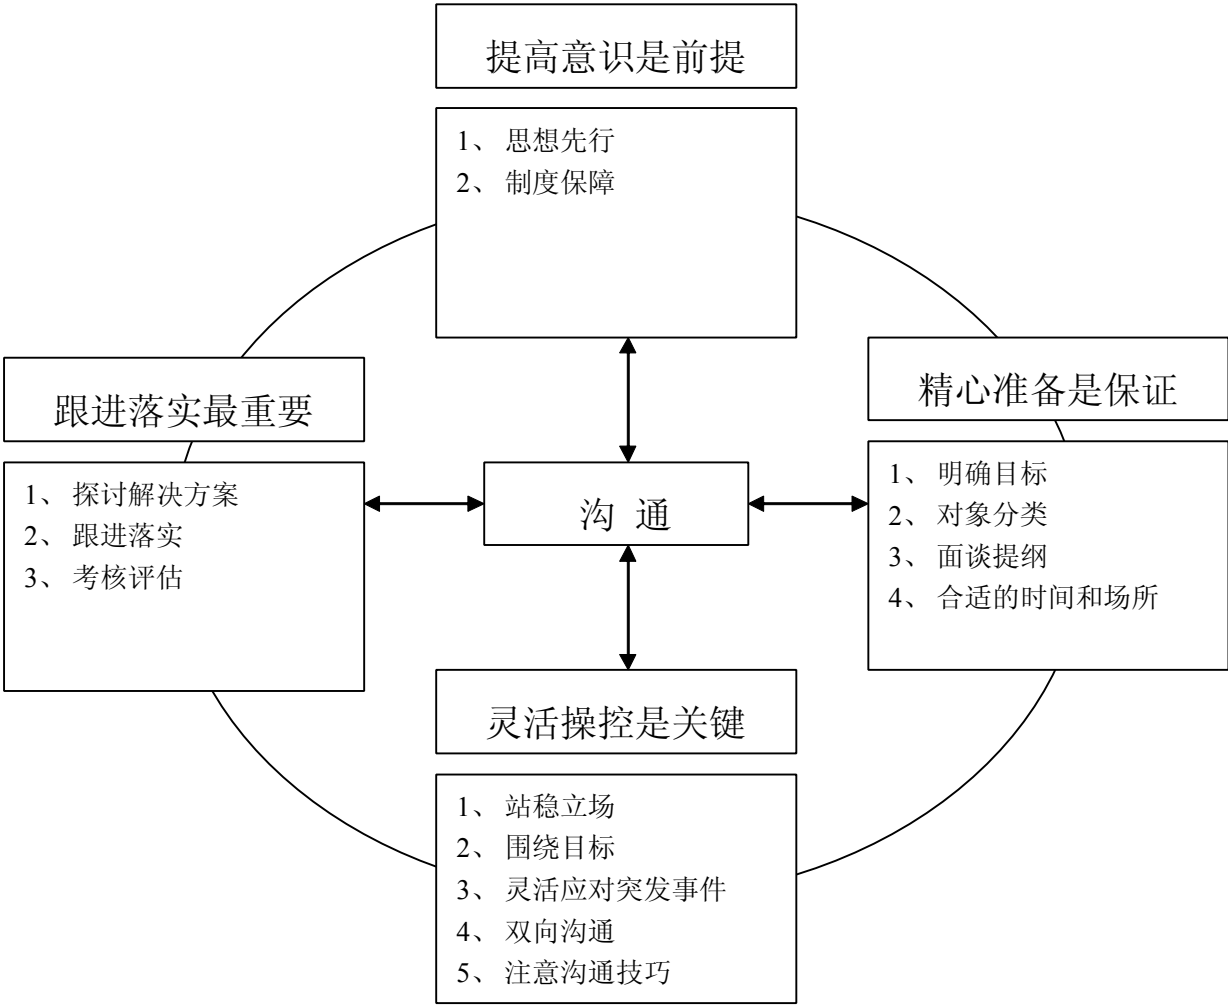 提高意识是前提
1、 思想先行
2、 制度保障
跟进落实最重要
1、 探讨解决方案
2、 跟进落实
3、 考核评估
沟 通
精心准备是保证
1、 明确目标
2、 对象分类
3、 面谈提纲
4、 合适的时间和场所
灵活操控是关键
1、 站稳立场
2、 围绕目标
3、 灵活应对突发事件
4、 双向沟通
5、 注意沟通技巧